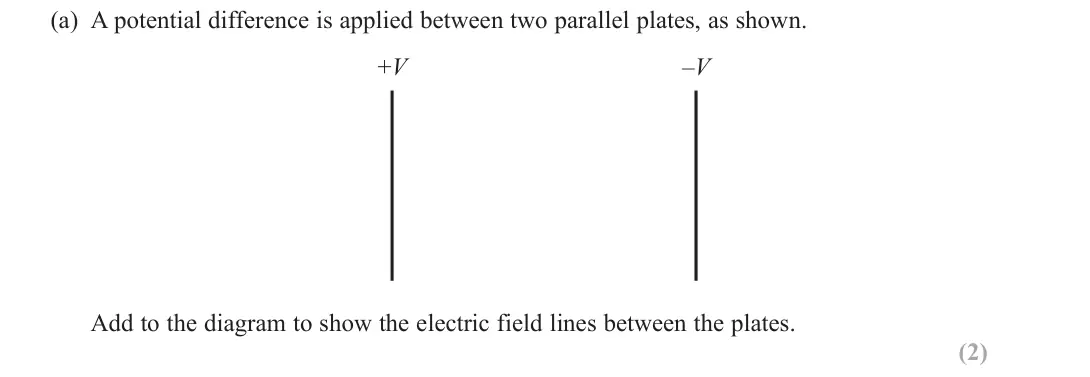 (a) A potential difference is applied between two parallel plates, as shown.
+V –V
Add to the diagram to show the electric field lines between the plates.
(2)